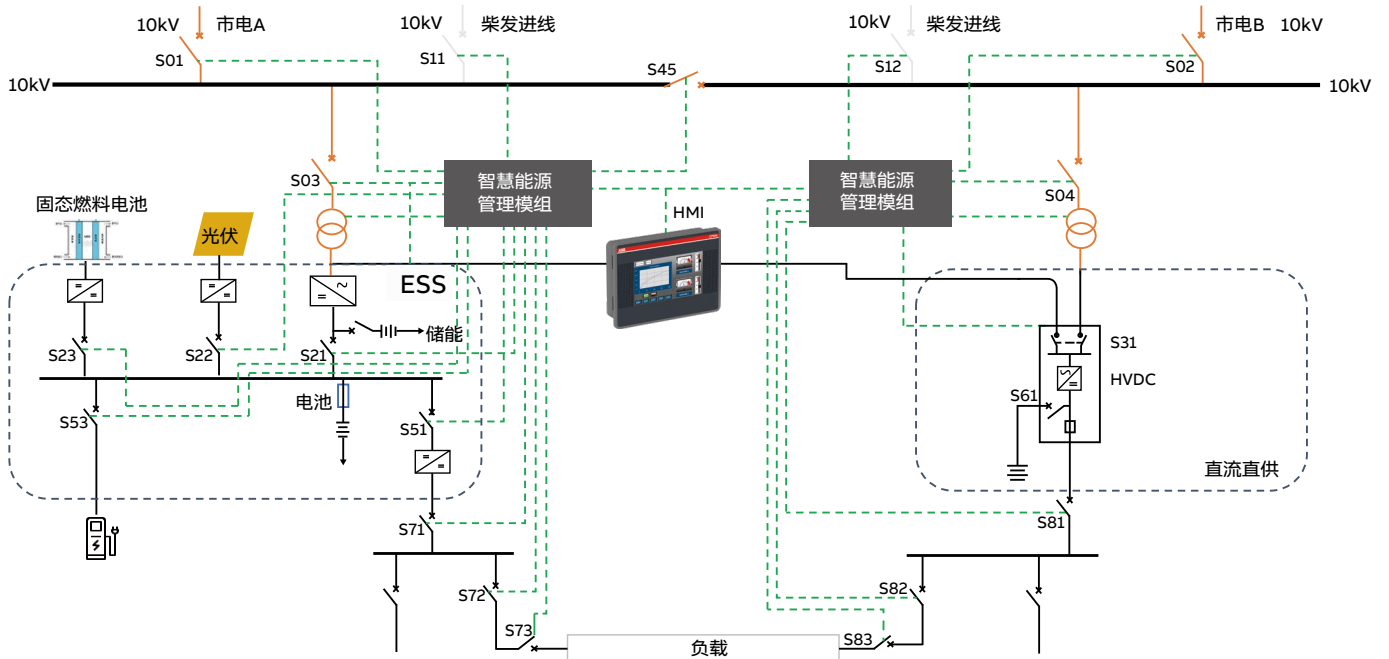 10kV 市电A
10kV 柴发进线
10kV 柴发进线
市电B 10kV
S01
S11
S45
S12
S02
10kV
10kV
S03
智慧能源
管理模组
智慧能源
管理模组
S04
固态燃料电池
光伏
HMI
ESS
储能
S23
S22
S21
S31
HVDC
S61
电池
S53
S51
直流直供
S71
S81
S72
S82
S73
负载
S83